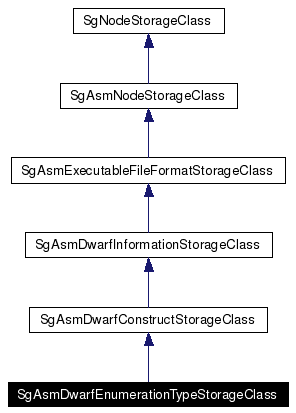 SgNodeStorageClass
SgAsmNodeStorageClass
SgAsmExecutableFileFormatStorageClass
SgAsmDwarfInformationStorageClass
SgAsmDwarfConstructStorageClass
SgAsmDwarfEnumerationTypeStorageClass